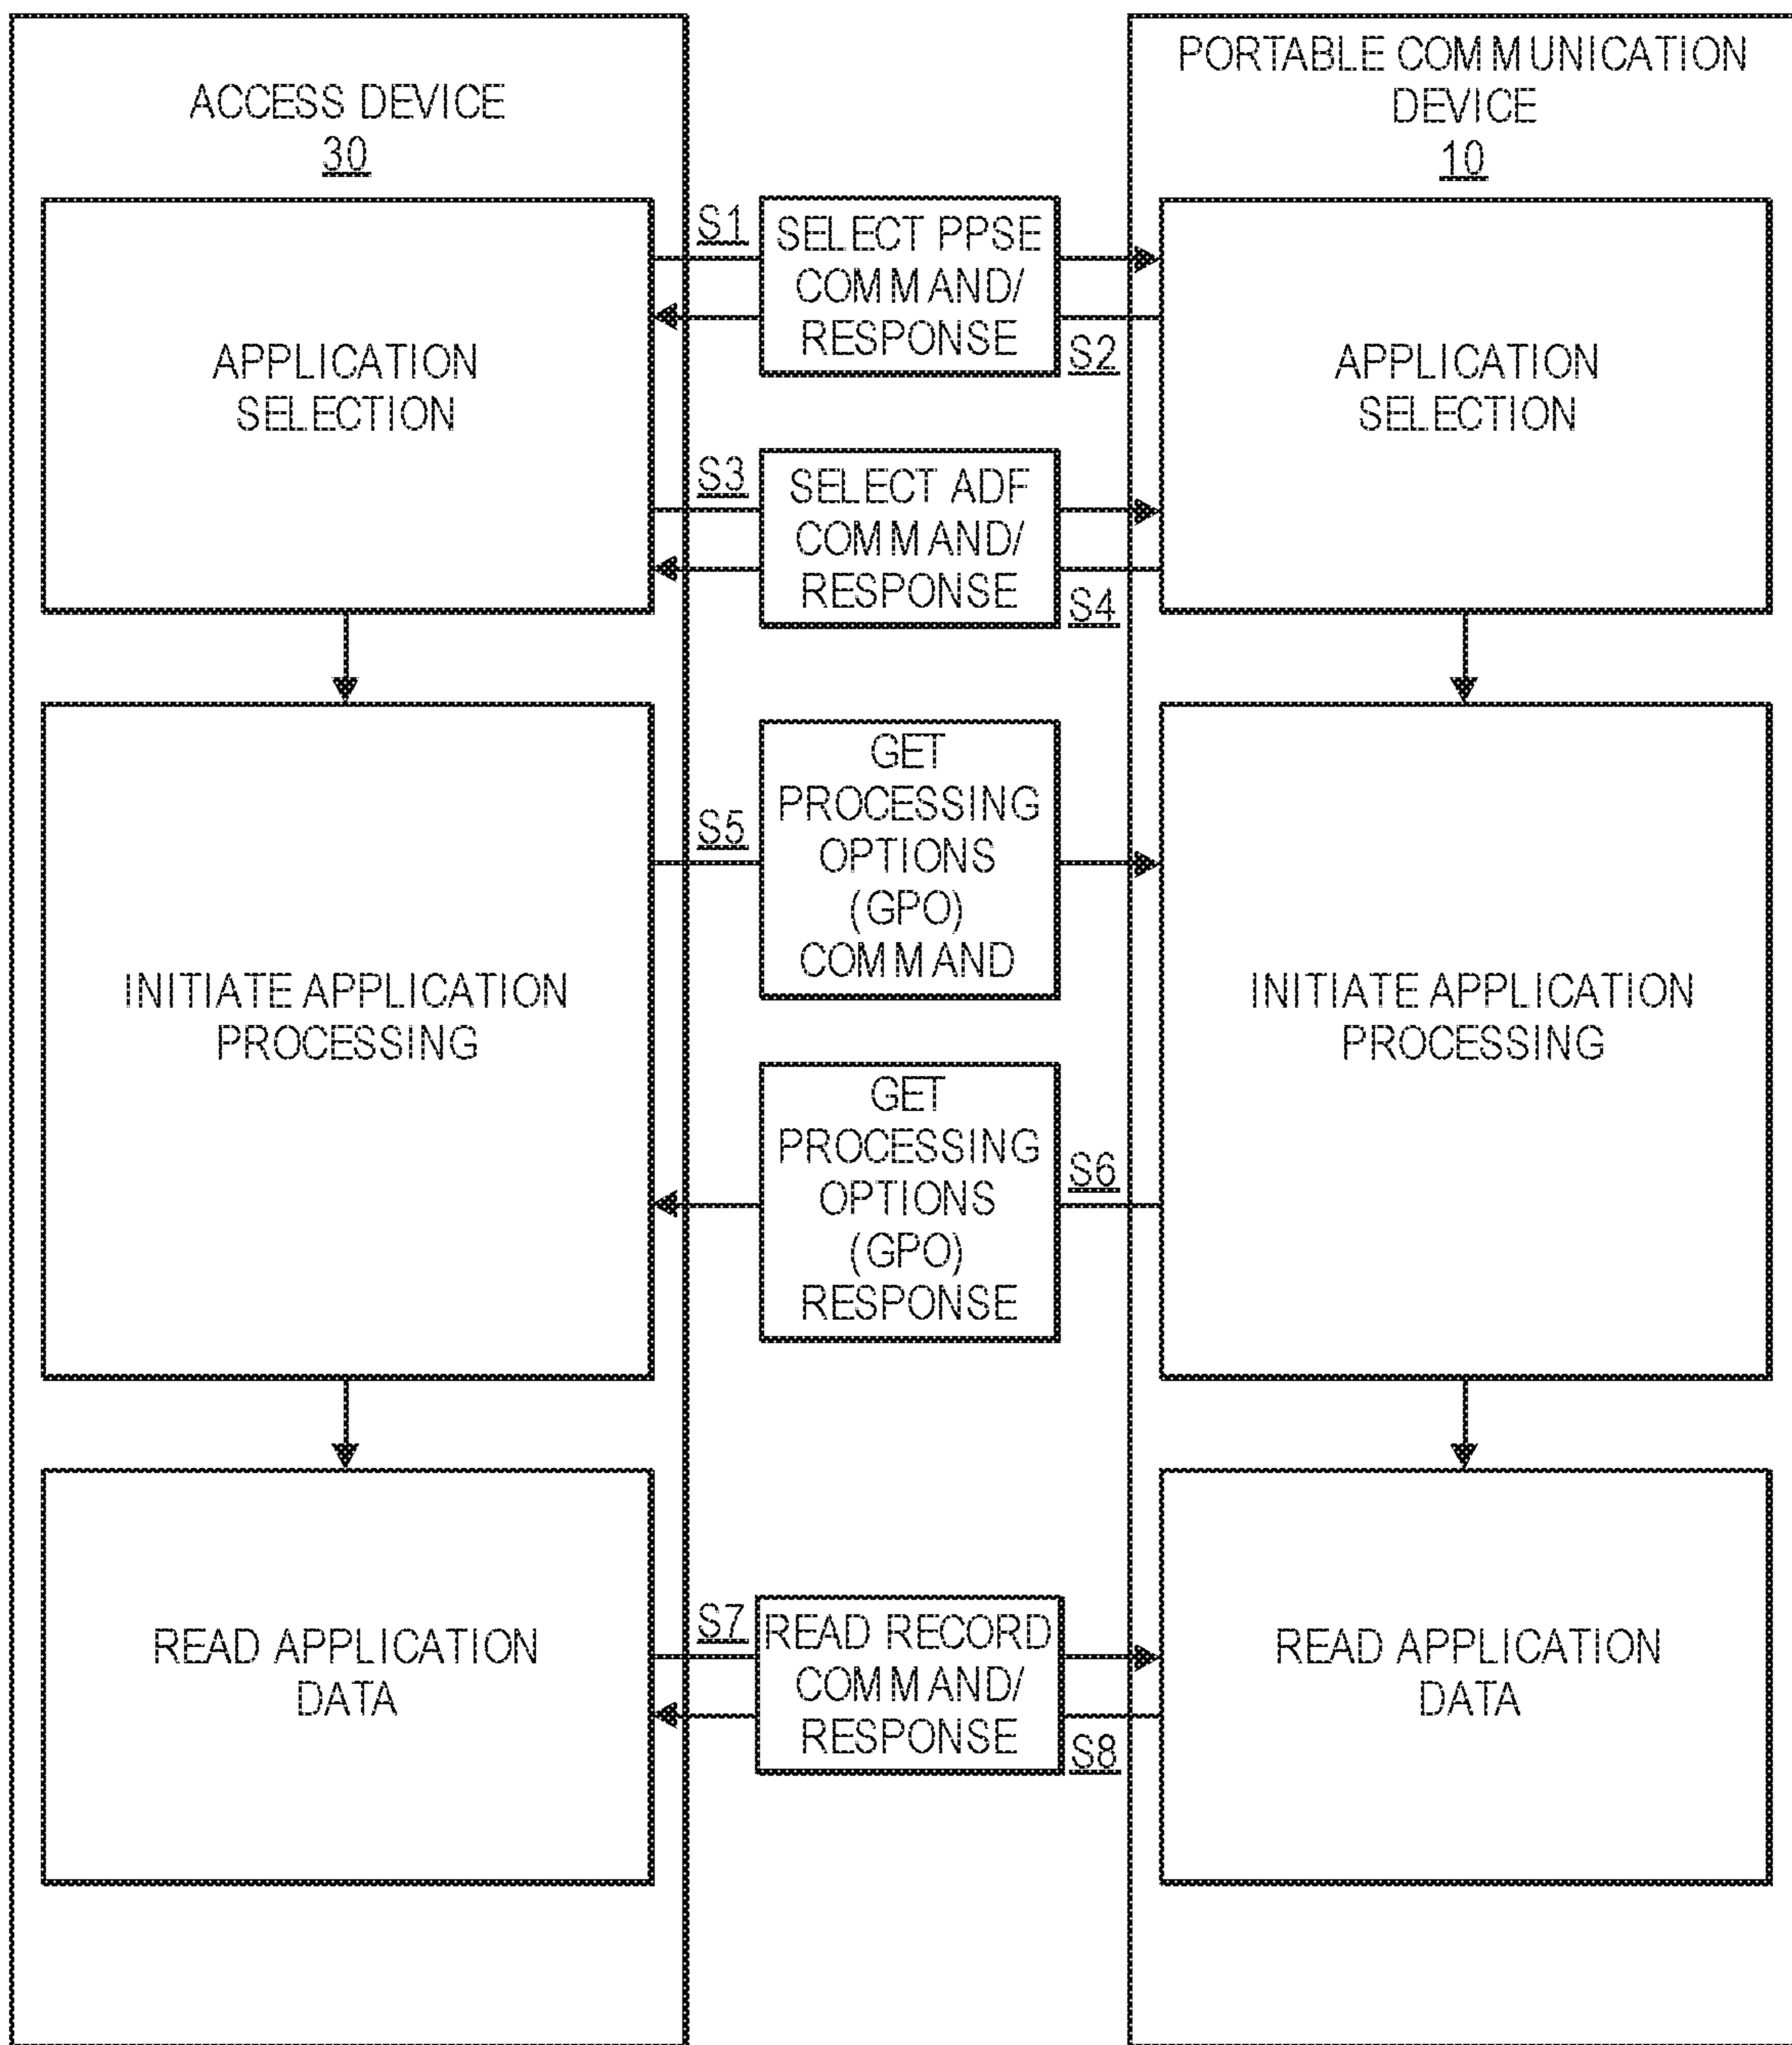 ACCESS DEVICE
30
PORTABLE COMMUNICATION
DEVICE
10
APPLICATION
SELECTION
S1
SELECT PPSE
COMMAND/
RESPONSE
S2
APPLICATION
SELECTION
S3
SELECT ADF
COMMAND/
RESPONSE
S4
INITIATE APPLICATION
PROCESSING
S5
GET
PROCESSING
OPTIONS
(GPO)
COMMAND
INITIATE APPLICATION
PROCESSING
GET
PROCESSING
OPTIONS
(GPO)
RESPONSE
S6
READ APPLICATION
DATA
S7
READ RECORD
COMMAND/
RESPONSE
S8
READ APPLICATION
DATA